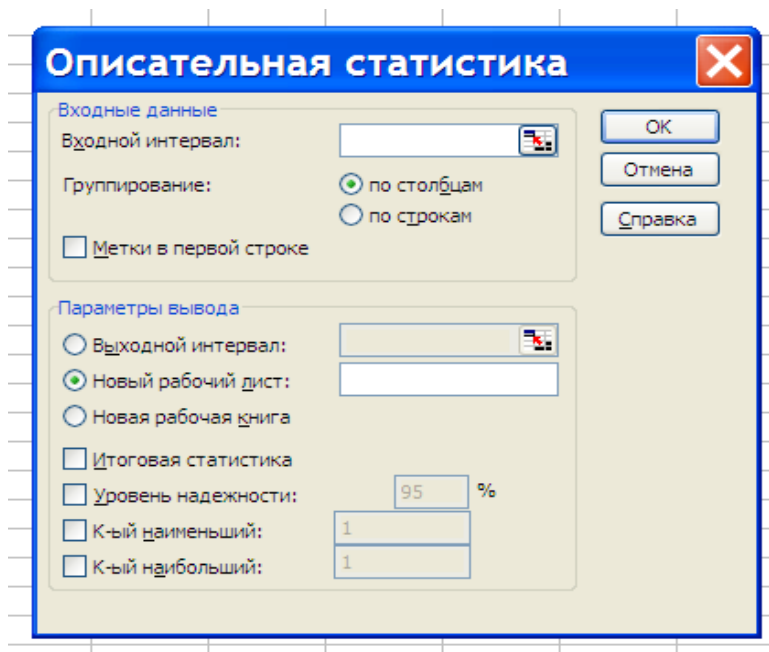 Описательная статистика
Входные данные
Входной интервал:
Группирование:
по столбцам
по строкам
Метки в первой строке
ОК
Отмена
Справка
Параметры вывода
Выходной интервал:
Новый рабочий лист:
Новая рабочая книга
Итоговая статистика
Уровень надежности: 95 %
К-ый наименьший: 1
К-ый наибольший: 1